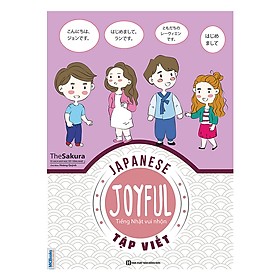 こんにちは。
ジョンです。
はじめまして。
ランです。
ともだちの
レーヴィエン
です。
はじめ
まして
TheSakura
JAPANESE
JOYFUL
Tiếng Nhật vui nhộn
TẬP VIẾT
MCBooks